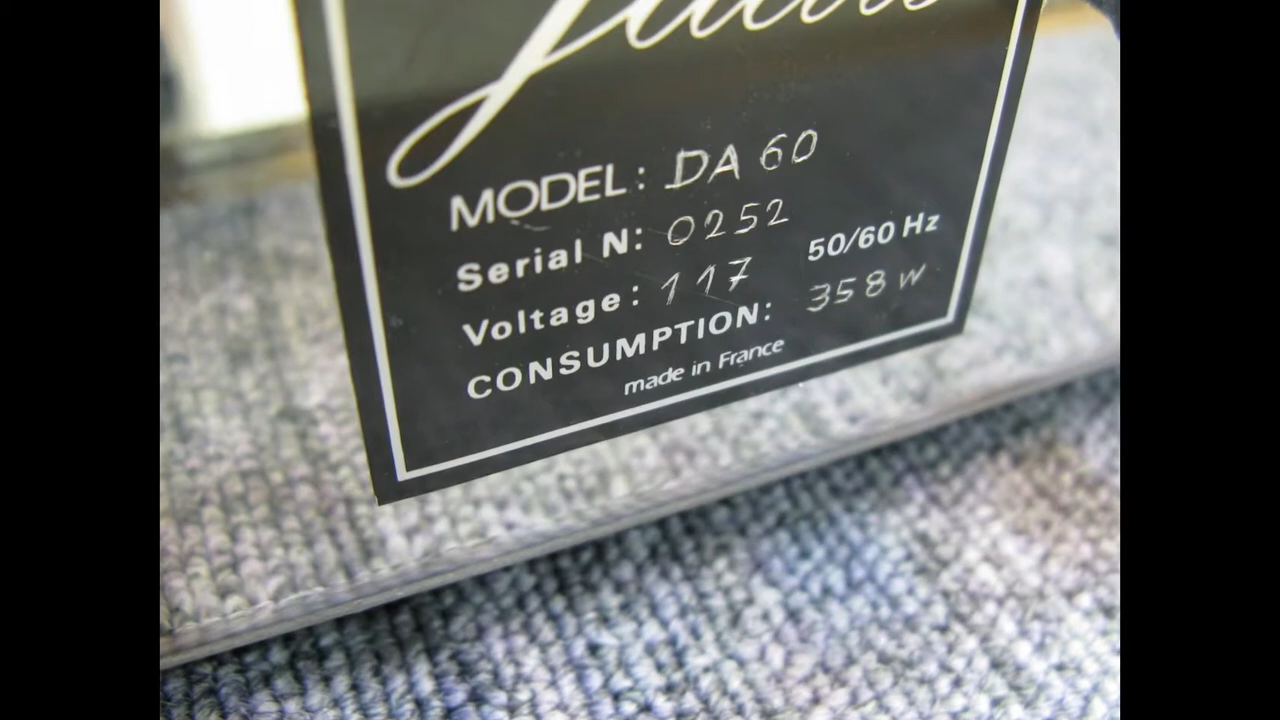 MODEL: DA 60
Serial N: 0252
Voltage: 117 50/60 Hz
CONSUMPTION: 358 W
made in France